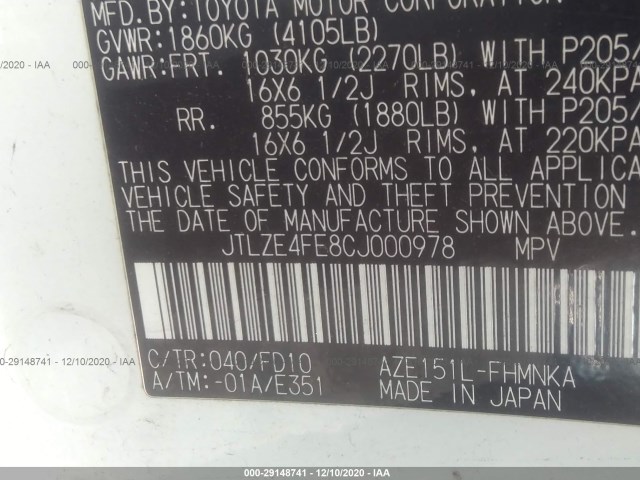 MFD.BY:TOYOTA MOTOR CORPORATION
GVWR:1860KG (4105LB)
GAWR:FRT. 1030KG (2270LB) WITH P205/
16X6 1/2J RIMS, AT 240KPA
RR. 855KG (1880LB) WITH P205/
16X6 1/2J RIMS, AT 220KPA
THIS VEHICLE CONFORMS TO ALL APPLICA
VEHICLE SAFETY AND THEFT PREVENTION
THE DATE OF MANUFACTURE SHOWN ABOVE.
JTLZE4FE8CJ000978 MPV
C/TR:040/FD10 AZE151L-FHMNKA
A/TM:-01A/E351 MADE IN JAPAN
000-29148741 - 12/10/2020 - IAA